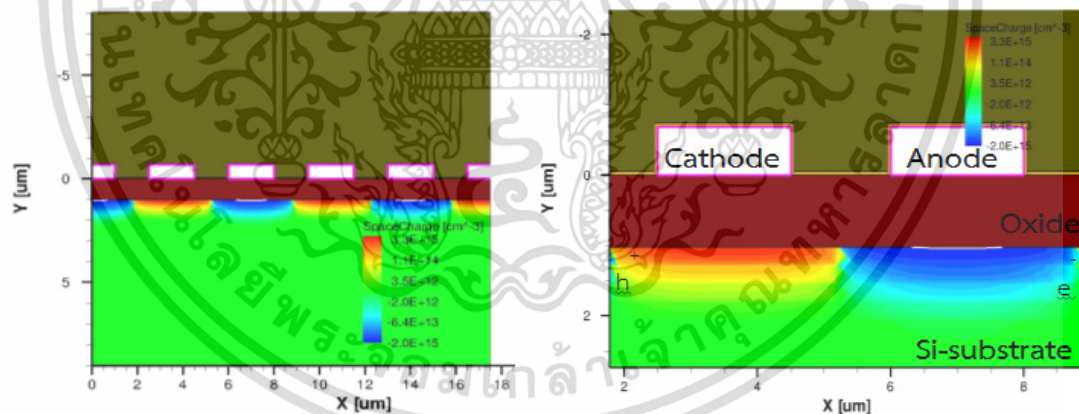 SpaceCharge [cm^-3]
3.3E+15
1.1E+14
3.5E+12
-2.0E+12
-6.4E+13
-2.0E+15
-5
0
5
Y [um]
0 2 4 6 8 10 12 14 16 18
X [um]
SpaceCharge [cm^-3]
3.3E+15
1.1E+14
3.5E+12
-2.0E+12
-6.4E+13
-2.0E+15
Cathode
Anode
Oxide
+
-
h
e
Si-substrate
-2
0
2
Y [um]
2 4 6 8
X [um]